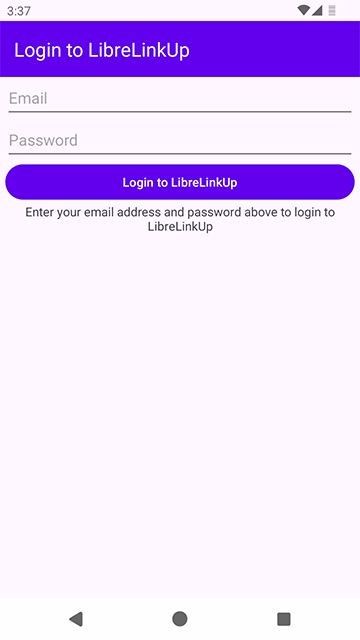 3:37
Login to LibreLinkUp
Email
Password
Login to LibreLinkUp
Enter your email address and password above to login to
LibreLinkUp